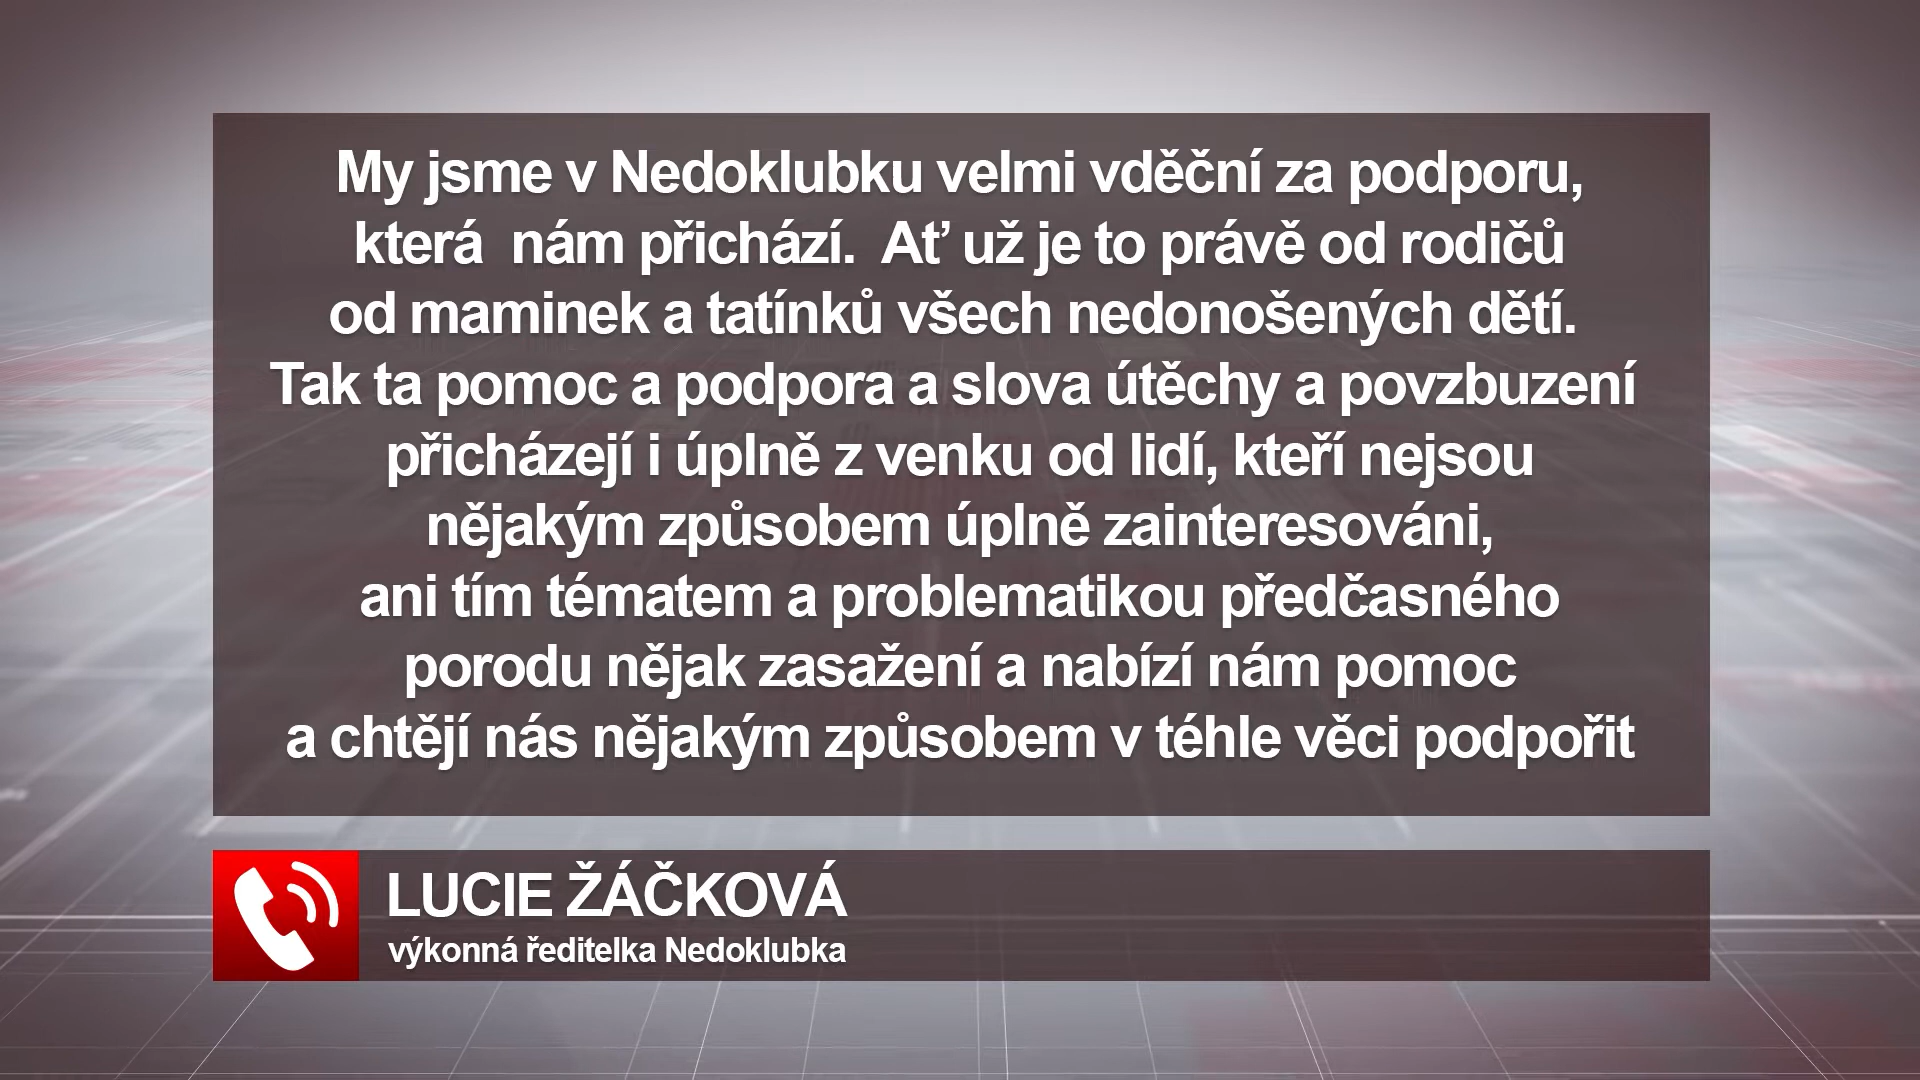 My jsme v Nedoklubku velmi vděční za podporu,
která  nám přichází.  Ať už je to právě od rodičů
od maminek a tatínků všech nedonošených dětí.
Tak ta pomoc a podpora a slova útěchy a povzbuzení
přicházejí i úplně z venku od lidí, kteří nejsou
nějakým způsobem úplně zainteresováni,
ani tím tématem a problematikou předčasného
porodu nějak zasažení a nabízí nám pomoc
a chtějí nás nějakým způsobem v téhle věci podpořit
LUCIE ŽÁČKOVÁ
výkonná ředitelka Nedoklubka